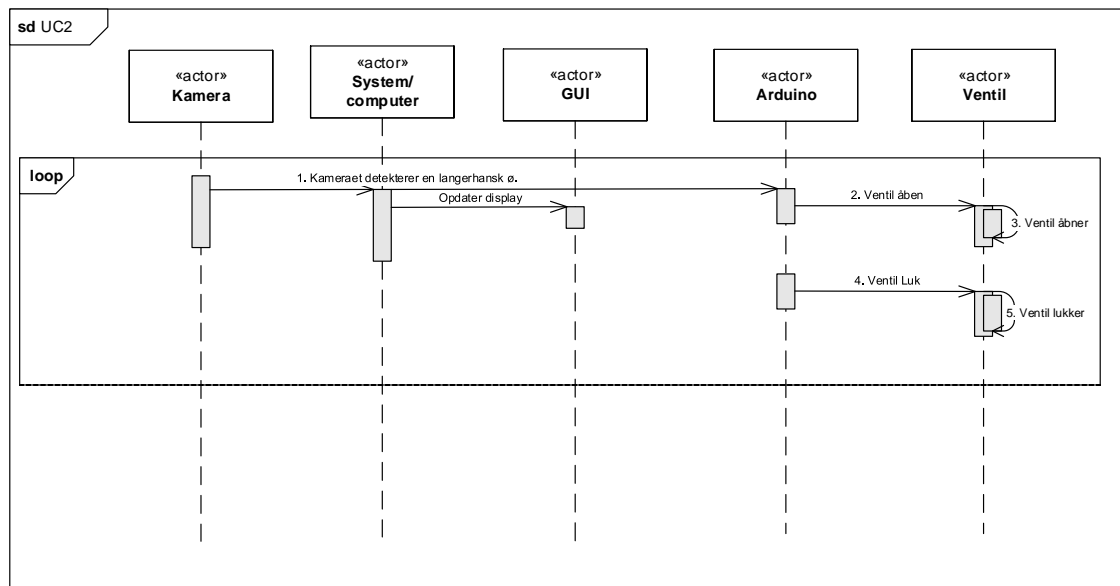 sd UC2
«actor»
Kamera
«actor»
System/
computer
«actor»
GUI
«actor»
Arduino
«actor»
Ventil
loop
1. Kameraet detekterer en langerhansk ø.
Opdater display
2. Ventil åben
3. Ventil åbner
4. Ventil Luk
5. Ventil lukker